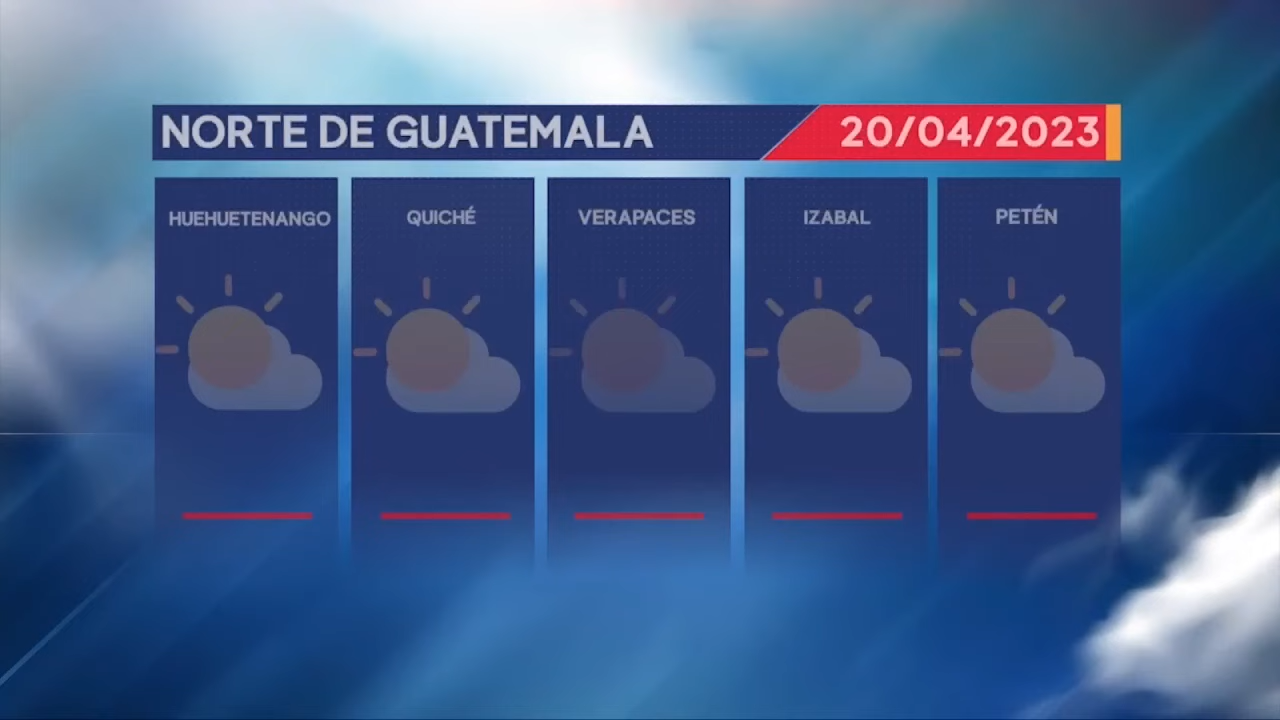 NORTE DE GUATEMALA
20/04/2023
HUEHUETENANGO
QUICHÉ
VERAPACES
IZABAL
PETÉN